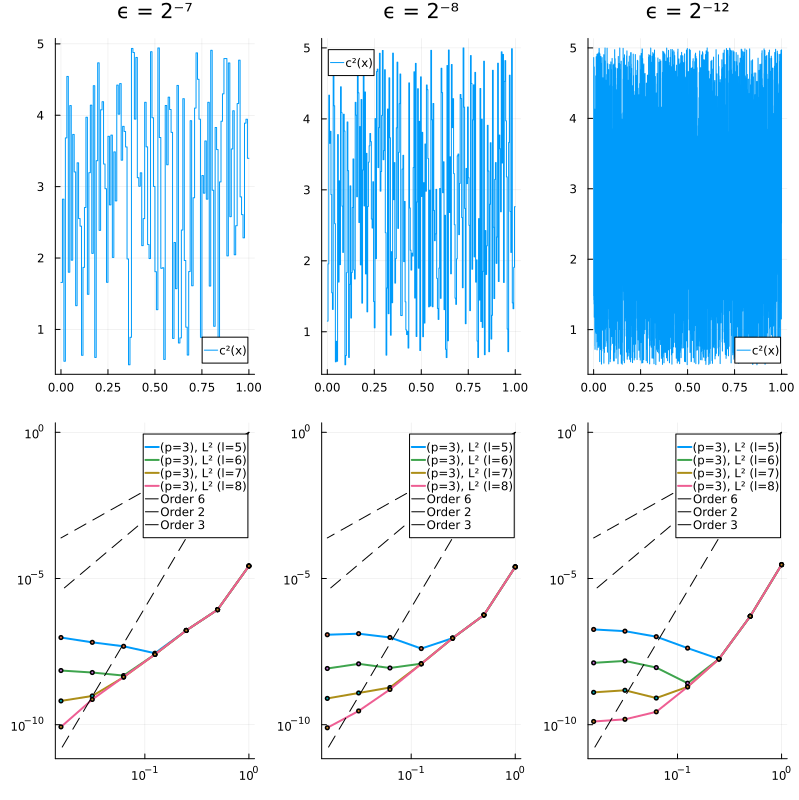 ϵ = 2⁻⁷
ϵ = 2⁻⁸
ϵ = 2⁻¹²
5
4
3
2
1
0.00
0.25
0.50
0.75
1.00
c²(x)
5
4
3
2
1
0.00
0.25
0.50
0.75
1.00
c²(x)
5
4
3
2
1
0.00
0.25
0.50
0.75
1.00
c²(x)
10⁰
10⁻⁵
10⁻¹⁰
10⁻¹
10⁰
(p=3), L² (l=5)
(p=3), L² (l=6)
(p=3), L² (l=7)
(p=3), L² (l=8)
Order 6
Order 2
Order 3
10⁰
10⁻⁵
10⁻¹⁰
10⁻¹
10⁰
(p=3), L² (l=5)
(p=3), L² (l=6)
(p=3), L² (l=7)
(p=3), L² (l=8)
Order 6
Order 2
Order 3
10⁰
10⁻⁵
10⁻¹⁰
10⁻¹
10⁰
(p=3), L² (l=5)
(p=3), L² (l=6)
(p=3), L² (l=7)
(p=3), L² (l=8)
Order 6
Order 2
Order 3